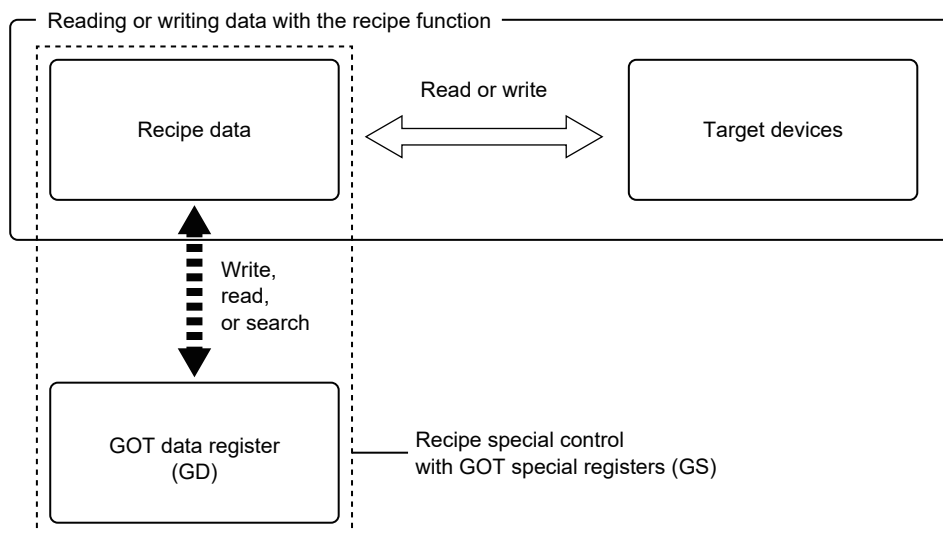 Reading or writing data with the recipe function
Recipe data
Read or write
Target devices
Write,
read,
or search
GOT data register
(GD)
Recipe special control
with GOT special registers (GS)